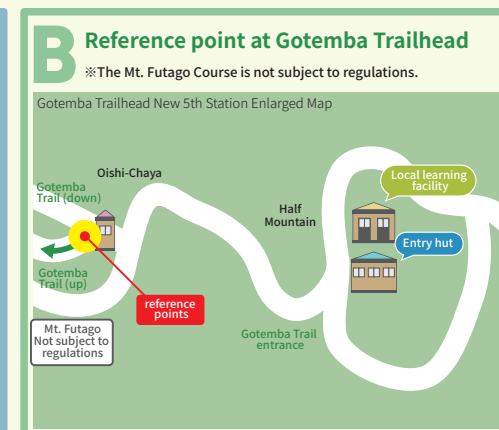 B
Reference point at Gotemba Trailhead
※The Mt. Futago Course is not subject to regulations.
Gotemba Trailhead New 5th Station Enlarged Map
Oishi-Chaya
Gotemba
Trail (down)
Gotemba
Trail (up)
Mt. Futago
Not subject to
regulations
reference
points
Half
Mountain
Gotemba Trail
entrance
Local learning
facility
Entry hut